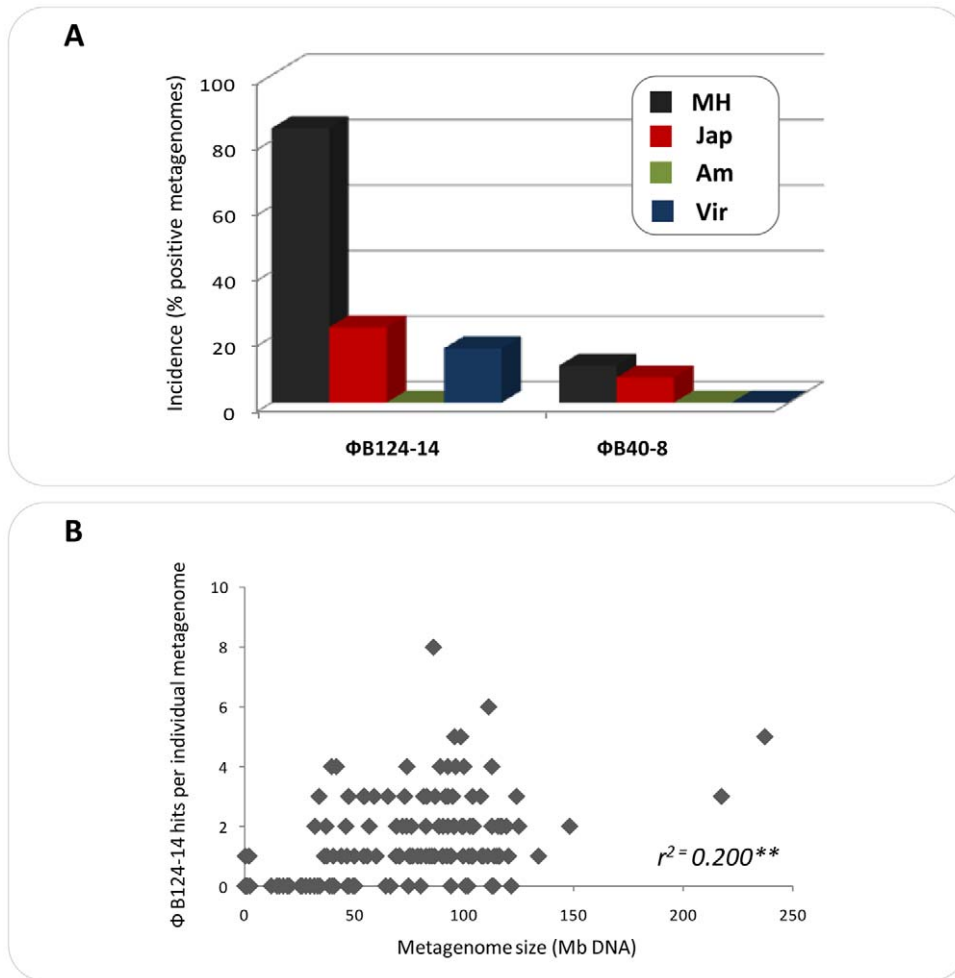 A
Incidence (% positive metagenomes)
100
80
60
40
20
0
MH
Jap
Am
Vir
ΦB124-14
ΦB40-8
B
Φ B124-14 hits per individual metagenome
10
8
6
4
2
0
0
50
100
150
200
250
r² = 0.200**
Metagenome size (Mb DNA)